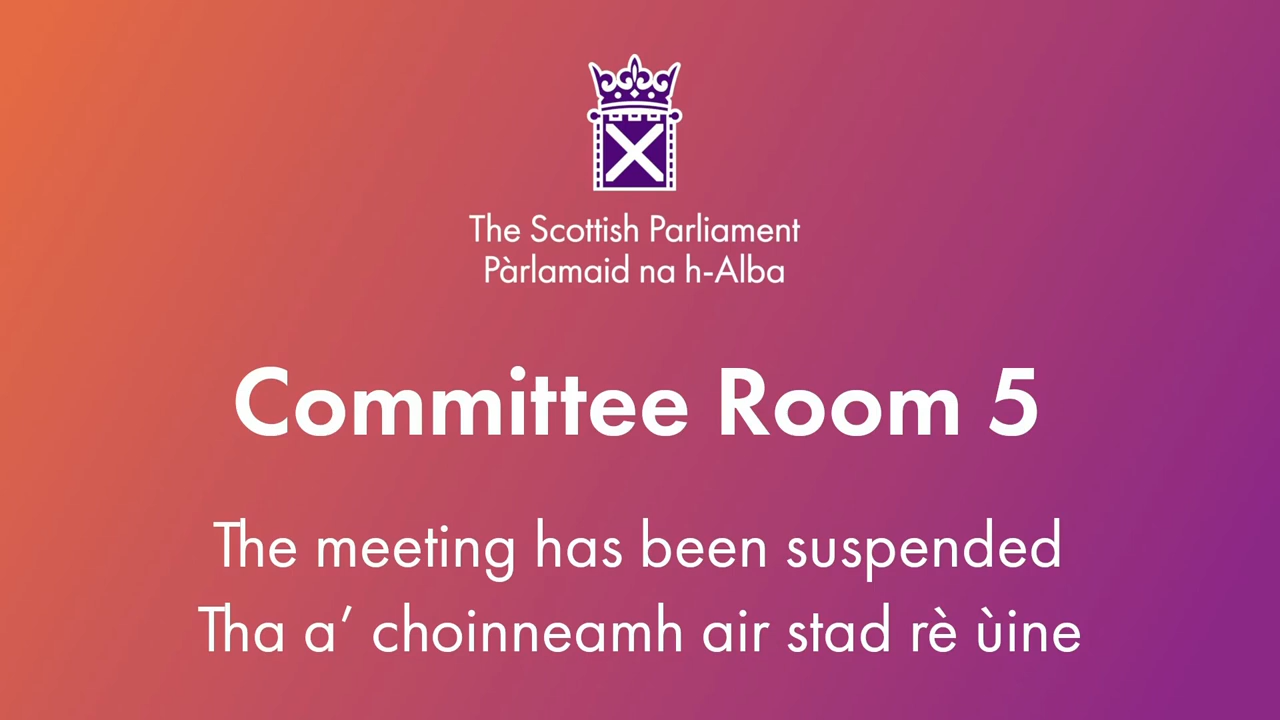 The Scottish Parliament
Pàrlamaid na h-Alba
Committee Room 5
The meeting has been suspended
Tha a’ choinneamh air stad rè ùine